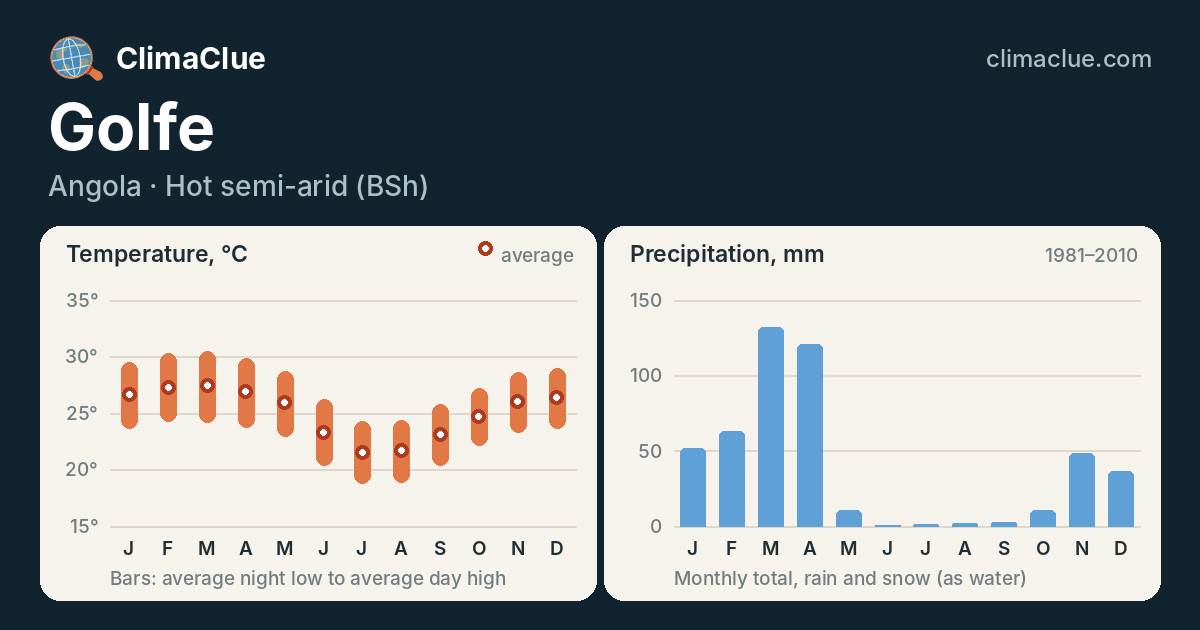 ClimaClue
climaclue.com
Golfe
Angola · Hot semi-arid (BSh)
Temperature, °C
average
35°
30°
25°
20°
15°
J F M A M J J A S O N D
Bars: average night low to average day high
Precipitation, mm
1981–2010
150
100
50
0
J F M A M J J A S O N D
Monthly total, rain and snow (as water)